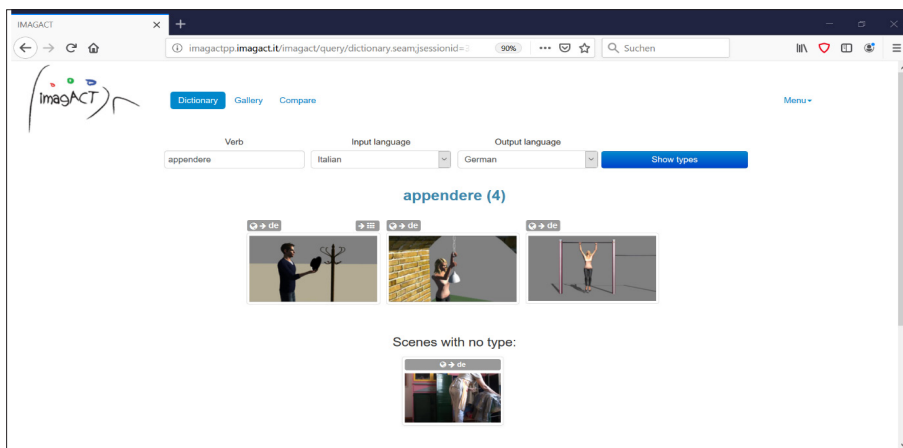 IMAGACT
imagactpp.imagact.it/imagact/query/dictionary.seam;jsessionid=
90%
Suchen
imagACT
Dictionary Gallery Compare Menu
Verb Input language Output language
appendere Italian German Show types
appendere (4)
de de de
Scenes with no type:
de